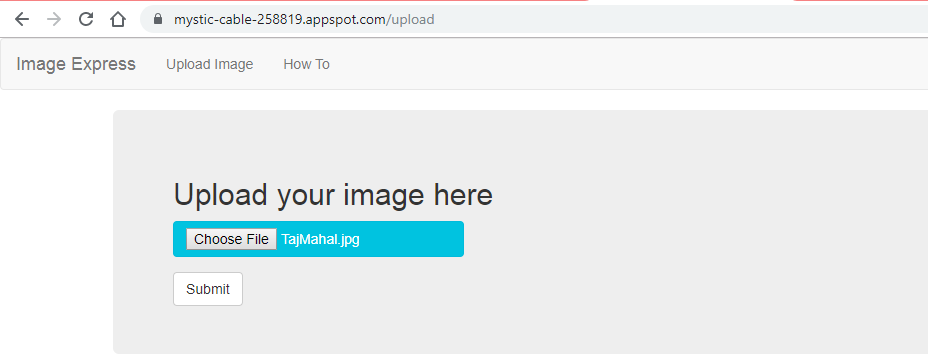 mystic-cable-258819.appspot.com/upload
Image Express Upload Image How To
Upload your image here
Choose File TajMahal.jpg
Submit